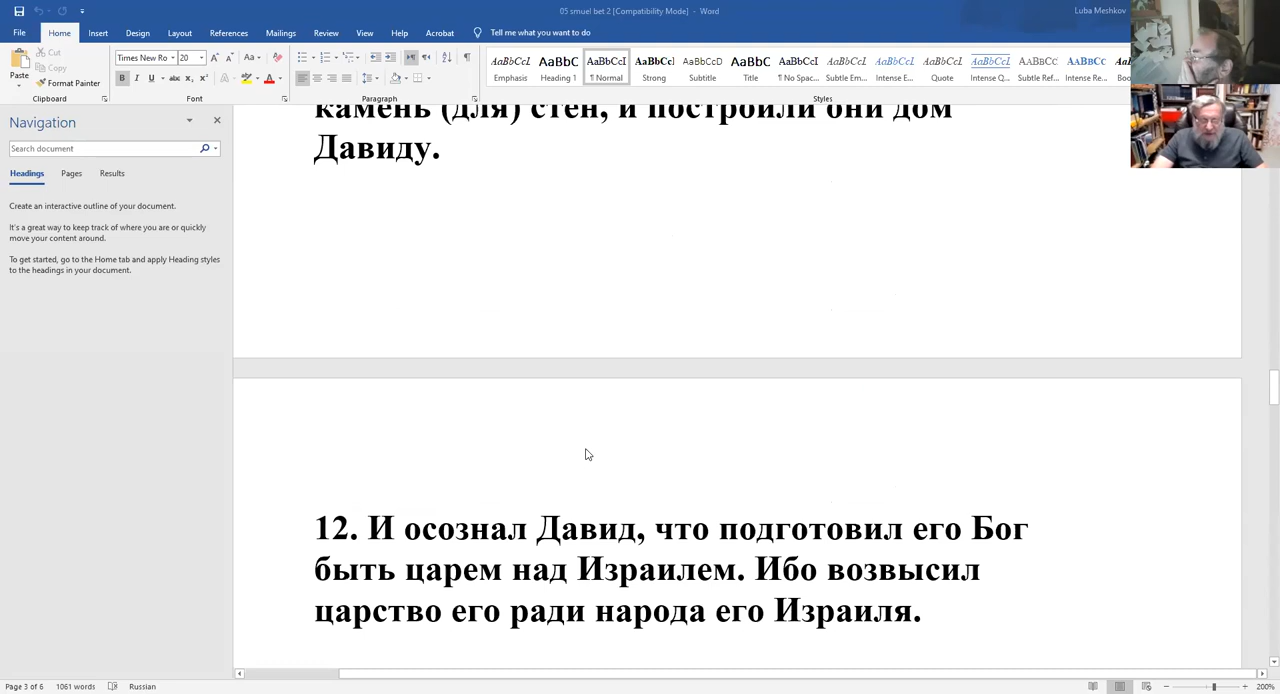 05 smuel bet 2 [Compatibility Mode] - Word
Luba Meshkov
File Home Insert Design Layout References Mailings Review View Help Acrobat Tell me what you want to do
Paste Cut Copy Format Painter
Times New Ro 20
AaBbCcL AaBbC AaBbCcI AaBbCcl AaBbCcD AaBbC AaBbCcI AaBbCcL AaBbCcL AaBbCcL AaBbCcL AaBbCc AaBbCc
Emphasis Heading 1 ¶ Normal Strong Subtitle Title ¶ No Spac... Subtle Em... Intense E... Quote Intense Q... Subtle Ref... Intense Re... Boo
Clipboard Font Paragraph Styles
Navigation
Search document
Headings Pages Results
Create an interactive outline of your document.
It's a great way to keep track of where you are or quickly
move your content around.
To get started, go to the Home tab and apply Heading styles
to the headings in your document.
камень (для) стен, и построили они дом
Давиду.
12. И осознал Давид, что подготовил его Бог
быть царем над Израилем. Ибо возвысил
царство его ради народа его Израиля.
Page 3 of 6 1061 words Russian 200%